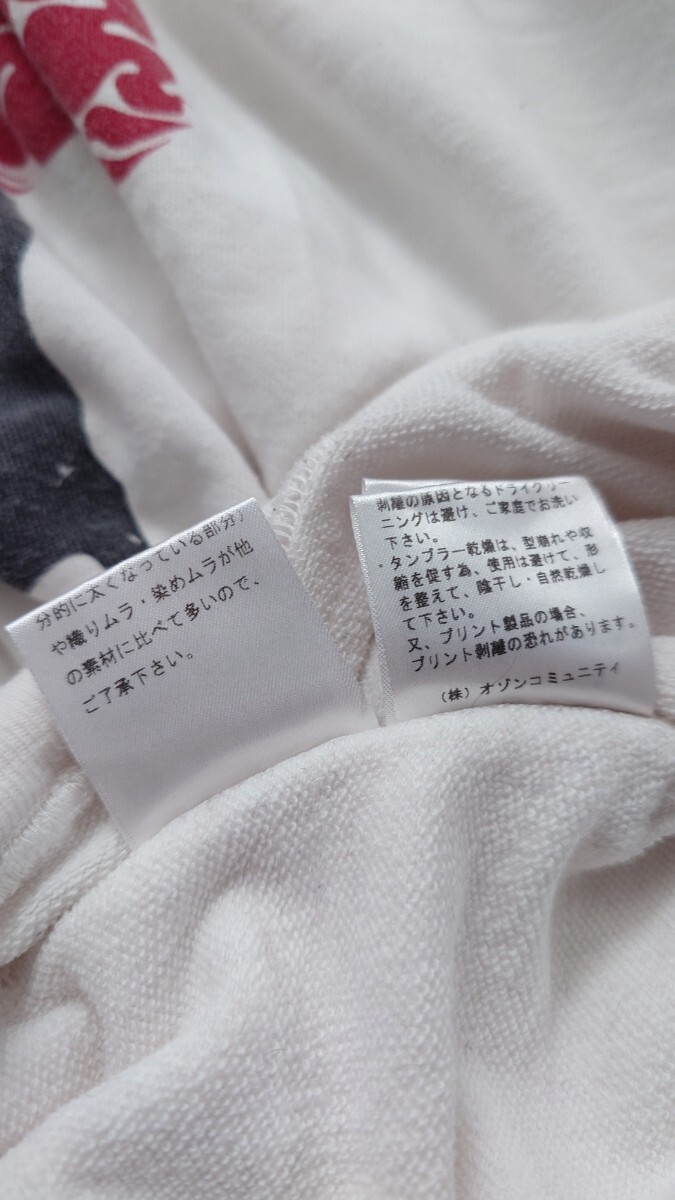 分的に太くなっている部分
や織りムラ・染めムラが他
の素材に比べて多いので、
ご了承下さい。
剥離の原因となるドライクリー
ニングは避け、ご家庭でお洗い
下さい。
・タンブラー乾燥は、型崩れや収
縮を促す為、使用は避けて、形
を整えて、陰干し・自然乾燥し
て下さい。
又、プリント製品の場合、
プリント剥離の恐れがあります。
(株) オゾンコミュニティ